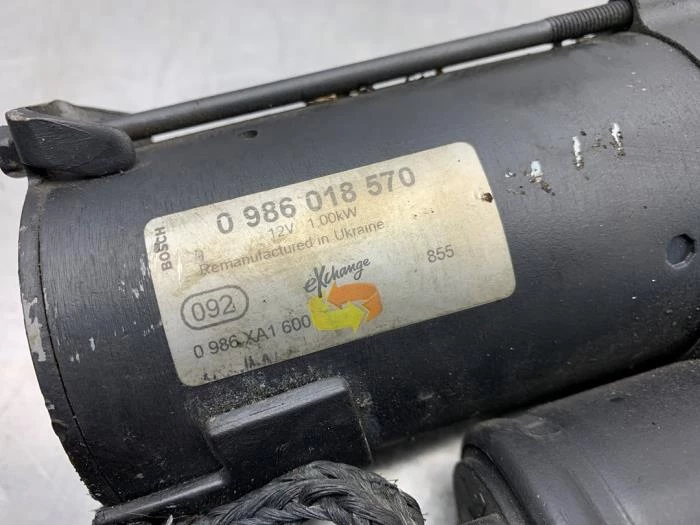 BOSCH
0 986 018 570
12V 1.00kW
Remanufactured in Ukraine
eXchange
855
092
0 986 XA1 600